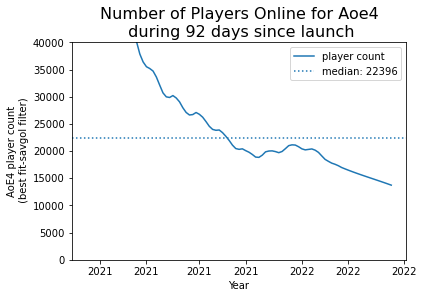 Number of Players Online for Aoe4
during 92 days since launch
player count
median: 22396
AoE4 player count
(best fit-savgol filter)
40000
35000
30000
25000
20000
15000
10000
5000
0
2021 2021 2021 2021 2022 2022 2022
Year